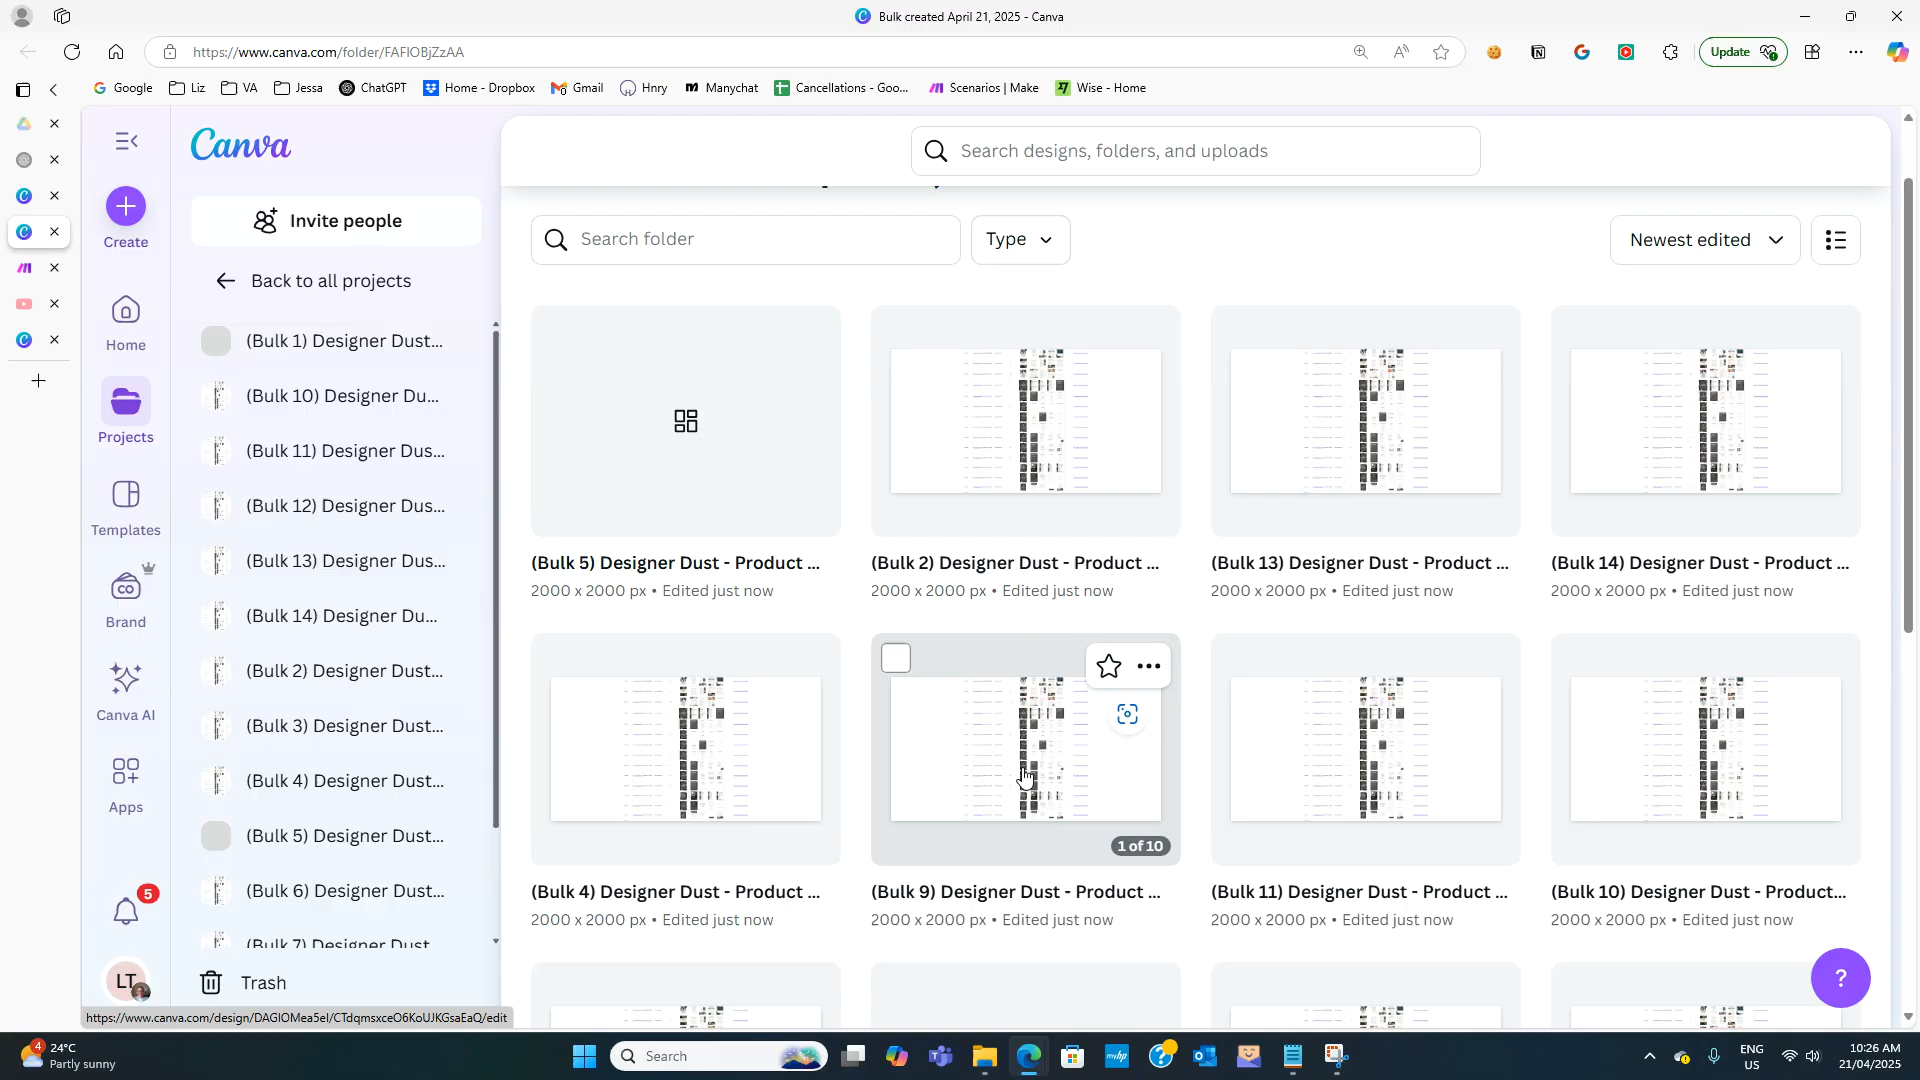 Bulk created April 21, 2025 - Canva
https://www.canva.com/folder/FAFIOBjZzAA
Update
Google
Liz
VA
Jessa
ChatGPT
Home - Dropbox
Gmail
Hnry
Manychat
Cancellations - Goo...
Scenarios | Make
Wise - Home
Create
Home
Projects
Templates
Brand
Canva AI
Apps
5
LT
Canva
Invite people
Back to all projects
(Bulk 1) Designer Dust...
(Bulk 10) Designer Du...
(Bulk 11) Designer Dus...
(Bulk 12) Designer Dus...
(Bulk 13) Designer Dus...
(Bulk 14) Designer Du...
(Bulk 2) Designer Dust...
(Bulk 3) Designer Dust...
(Bulk 4) Designer Dust...
(Bulk 5) Designer Dust...
(Bulk 6) Designer Dust...
(Bulk 7) Designer Dust
Trash
Search designs, folders, and uploads
Search folder
Type
Newest edited
(Bulk 5) Designer Dust - Product ...
2000 x 2000 px • Edited just now
(Bulk 2) Designer Dust - Product ...
2000 x 2000 px • Edited just now
(Bulk 13) Designer Dust - Product ...
2000 x 2000 px • Edited just now
(Bulk 14) Designer Dust - Product ...
2000 x 2000 px • Edited just now
1 of 10
(Bulk 4) Designer Dust - Product ...
2000 x 2000 px • Edited just now
(Bulk 9) Designer Dust - Product ...
2000 x 2000 px • Edited just now
(Bulk 11) Designer Dust - Product ...
2000 x 2000 px • Edited just now
(Bulk 10) Designer Dust - Product...
2000 x 2000 px • Edited just now
?
https://www.canva.com/design/DAGIOMea5eI/CTdqmsxceO6KoUJKGsaEaQ/edit
4
24°C
Partly sunny
Search
ENG
US
10:26 AM
21/04/2025